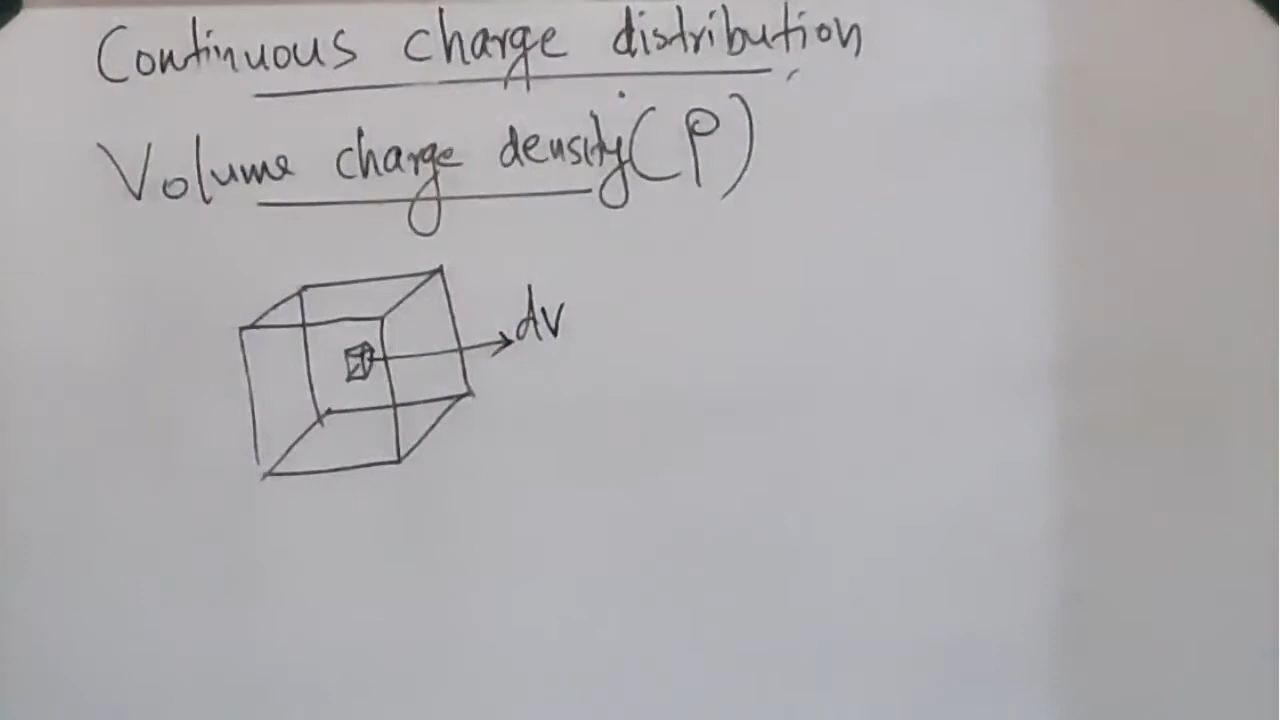 Continuous charge distribution
Volume charge density (ρ)
dv